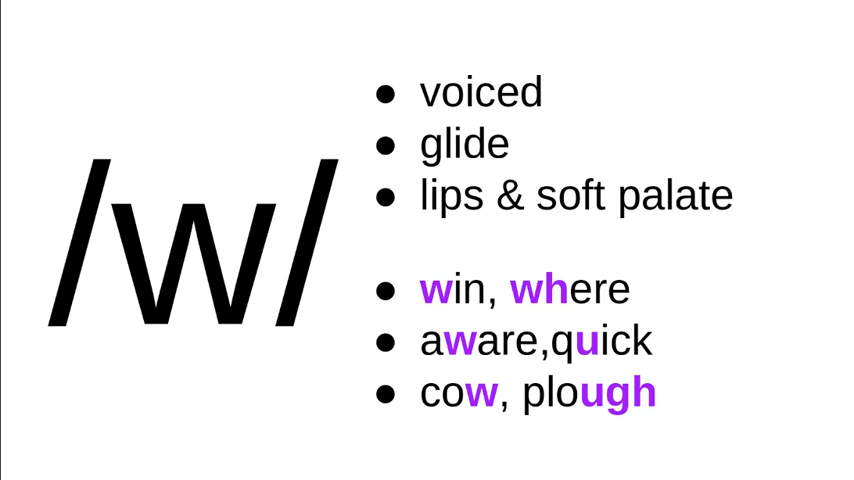 /w/
● voiced
● glide
● lips & soft palate
● win, where
● aware,quick
● cow, plough